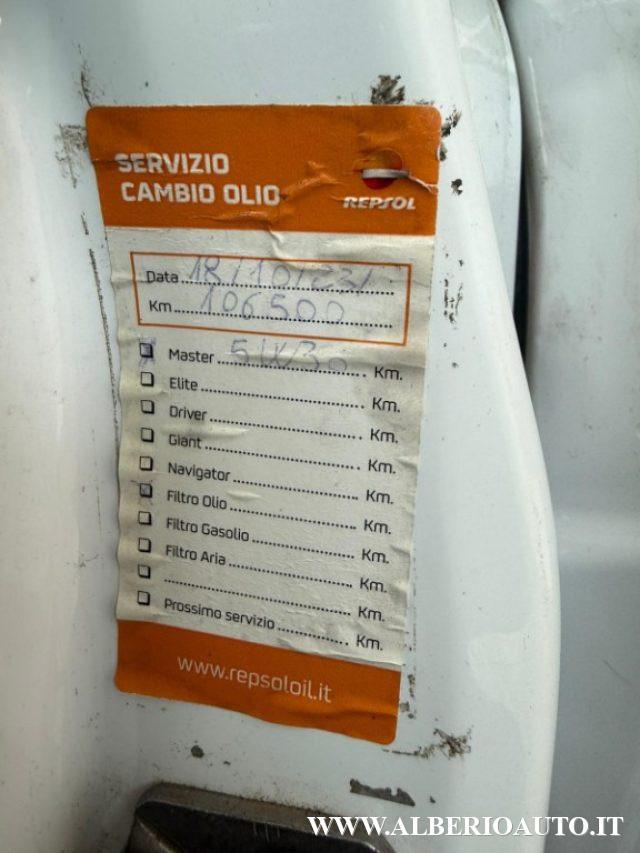 SERVIZIO
CAMBIO OLIO
REPSOL
Data 18/10/23
Km 106500
Master 5W30 Km.
Elite Km.
Driver Km.
Giant Km.
Navigator Km.
Filtro Olio Km.
Filtro Gasolio Km.
Filtro Aria Km.
Km.
Prossimo servizio Km.
www.repsoloil.it
WWW.ALBERIOAUTO.IT